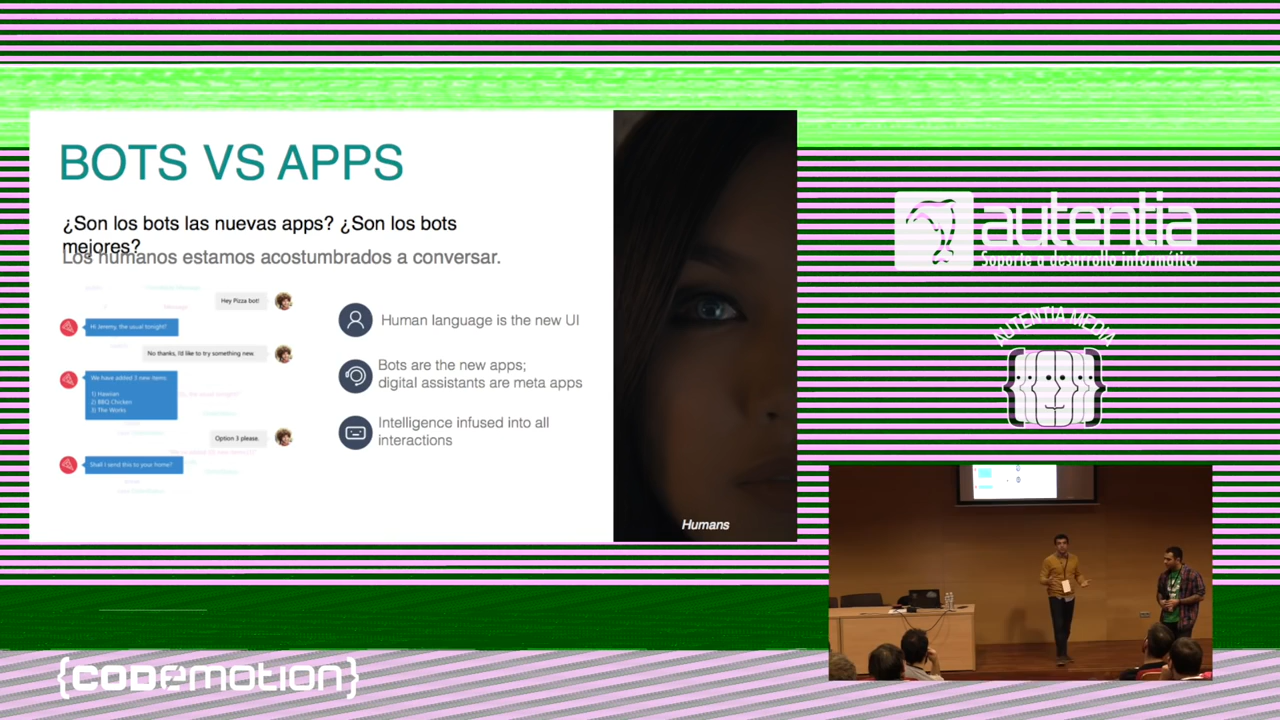 BOTS VS APPS
¿Son los bots las nuevas apps? ¿Son los bots
mejores?
Los humanos estamos acostumbrados a conversar.
Hey Pizza bot!
Hi Jeremy, the usual tonight?
No thanks, I'd like to try something new.
We have added 3 new items.
1) Hawiian
2) BBQ Chicken
3) The Works
Option 3 please.
Shall I send this to your home?
Human language is the new UI
Bots are the new apps;
digital assistants are meta apps
Intelligence infused into all
interactions
Humans
autentia
Soporte a desarrollo informático
AUTENTIA MEDIA
{CODEMOTION}